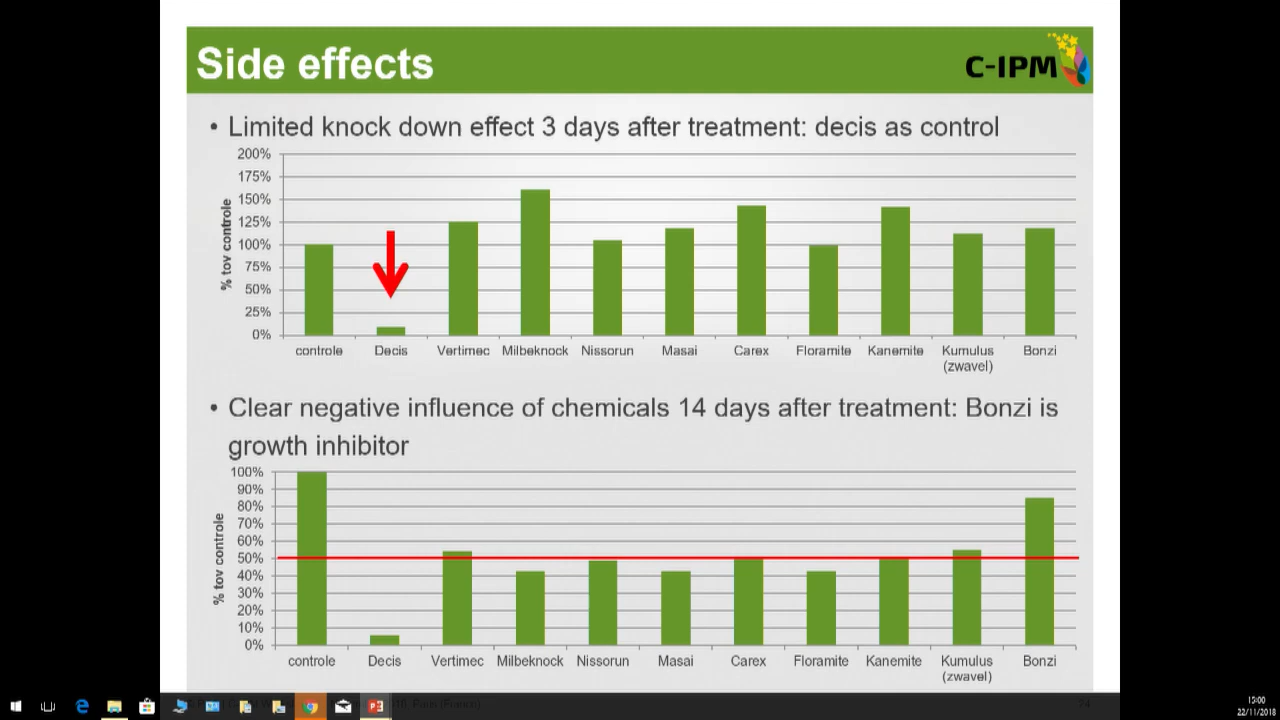 Side effects
C-IPM
• Limited knock down effect 3 days after treatment: decis as control
200%
175%
150%
125%
100%
75%
50%
25%
0%
% tov controle
controle Decis Vertimec Milbeknock Nissorun Masai Carex Floramite Kanemite Kumulus (zwavel) Bonzi
• Clear negative influence of chemicals 14 days after treatment: Bonzi is
growth inhibitor
100%
90%
80%
70%
60%
50%
40%
30%
20%
10%
0%
% tov controle
controle Decis Vertimec Milbeknock Nissorun Masai Carex Floramite Kanemite Kumulus (zwavel) Bonzi
Paris (France)
24
15:00
22/11/2018